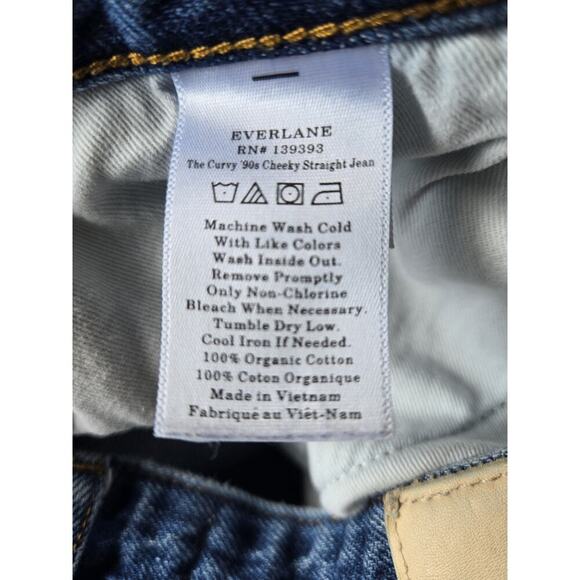 EVERLANE
RN# 139393
The Curvy '90s Cheeky Straight Jean
Machine Wash Cold
With Like Colors
Wash Inside Out.
Remove Promptly
Only Non-Chlorine
Bleach When Necessary.
Tumble Dry Low.
Cool Iron If Needed.
100% Organic Cotton
100% Coton Organique
Made in Vietnam
Fabriqué au Viêt-Nam